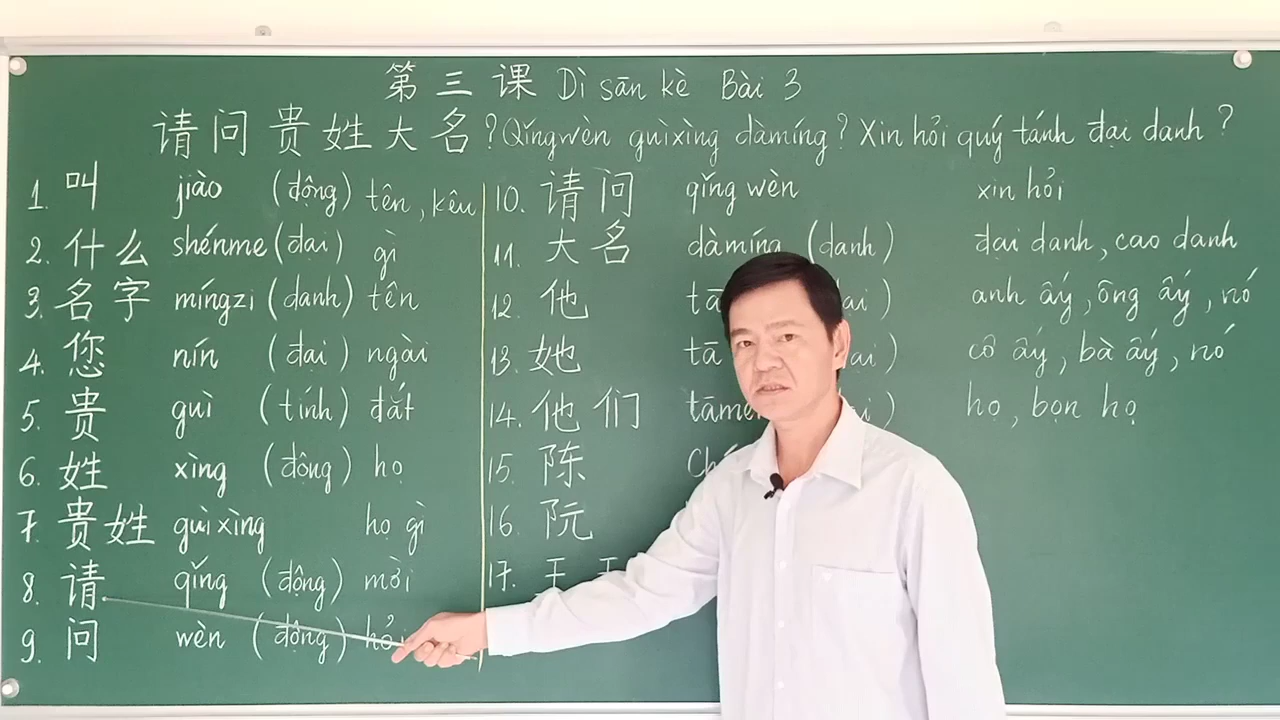 第三课 Dì sān kè Bài 3
请问贵姓大名? Qǐngwèn guìxìng dàmíng? Xin hỏi quý tánh đại danh?
1. 叫 jiào (động) tên, kêu
2. 什么 shénme (đại) gì
3. 名字 míngzi (danh) tên
4. 您 nín (đại) ngài
5. 贵 guì (tính) đắt
6. 姓 xìng (động) họ
7. 贵姓 guìxìng họ gì
8. 请 qǐng (động) mời
9. 问 wèn (động) hỏi
10. 请问 qǐng wèn xin hỏi
11. 大名 dàmíng (danh) đại danh, cao danh
12. 他 tā anh ấy, ông ấy, nó
13. 她 tā cô ấy, bà ấy, nó
14. 他们 tāmen họ, bọn họ
15. 陈
16. 阮
17. 王